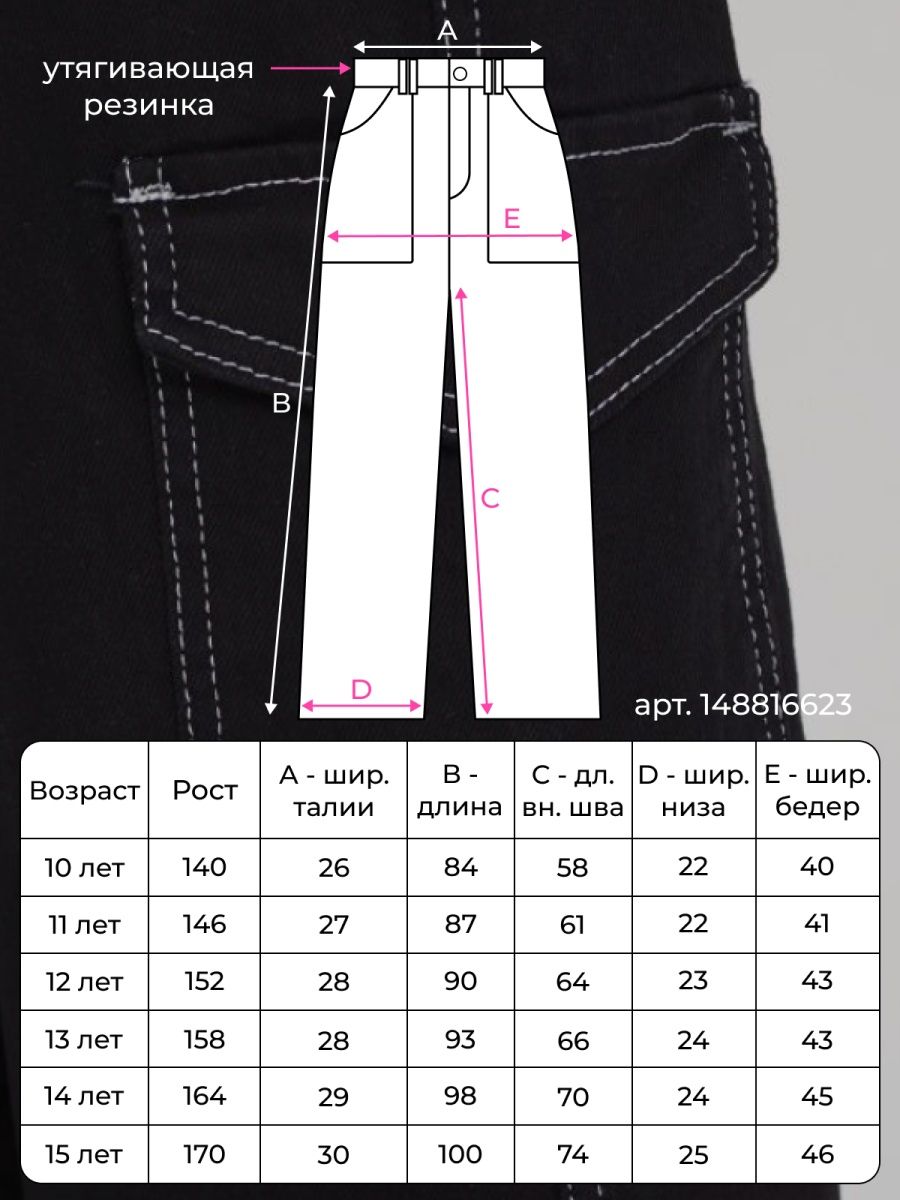 A
утягивающая
резинка
E
B
C
D
арт. 148816623
Возраст Рост A - шир. талии B - длина C - дл. вн. шва D - шир. низа E - шир. бедер
10 лет 140 26 84 58 22 40
11 лет 146 27 87 61 22 41
12 лет 152 28 90 64 23 43
13 лет 158 28 93 66 24 43
14 лет 164 29 98 70 24 45
15 лет 170 30 100 74 25 46